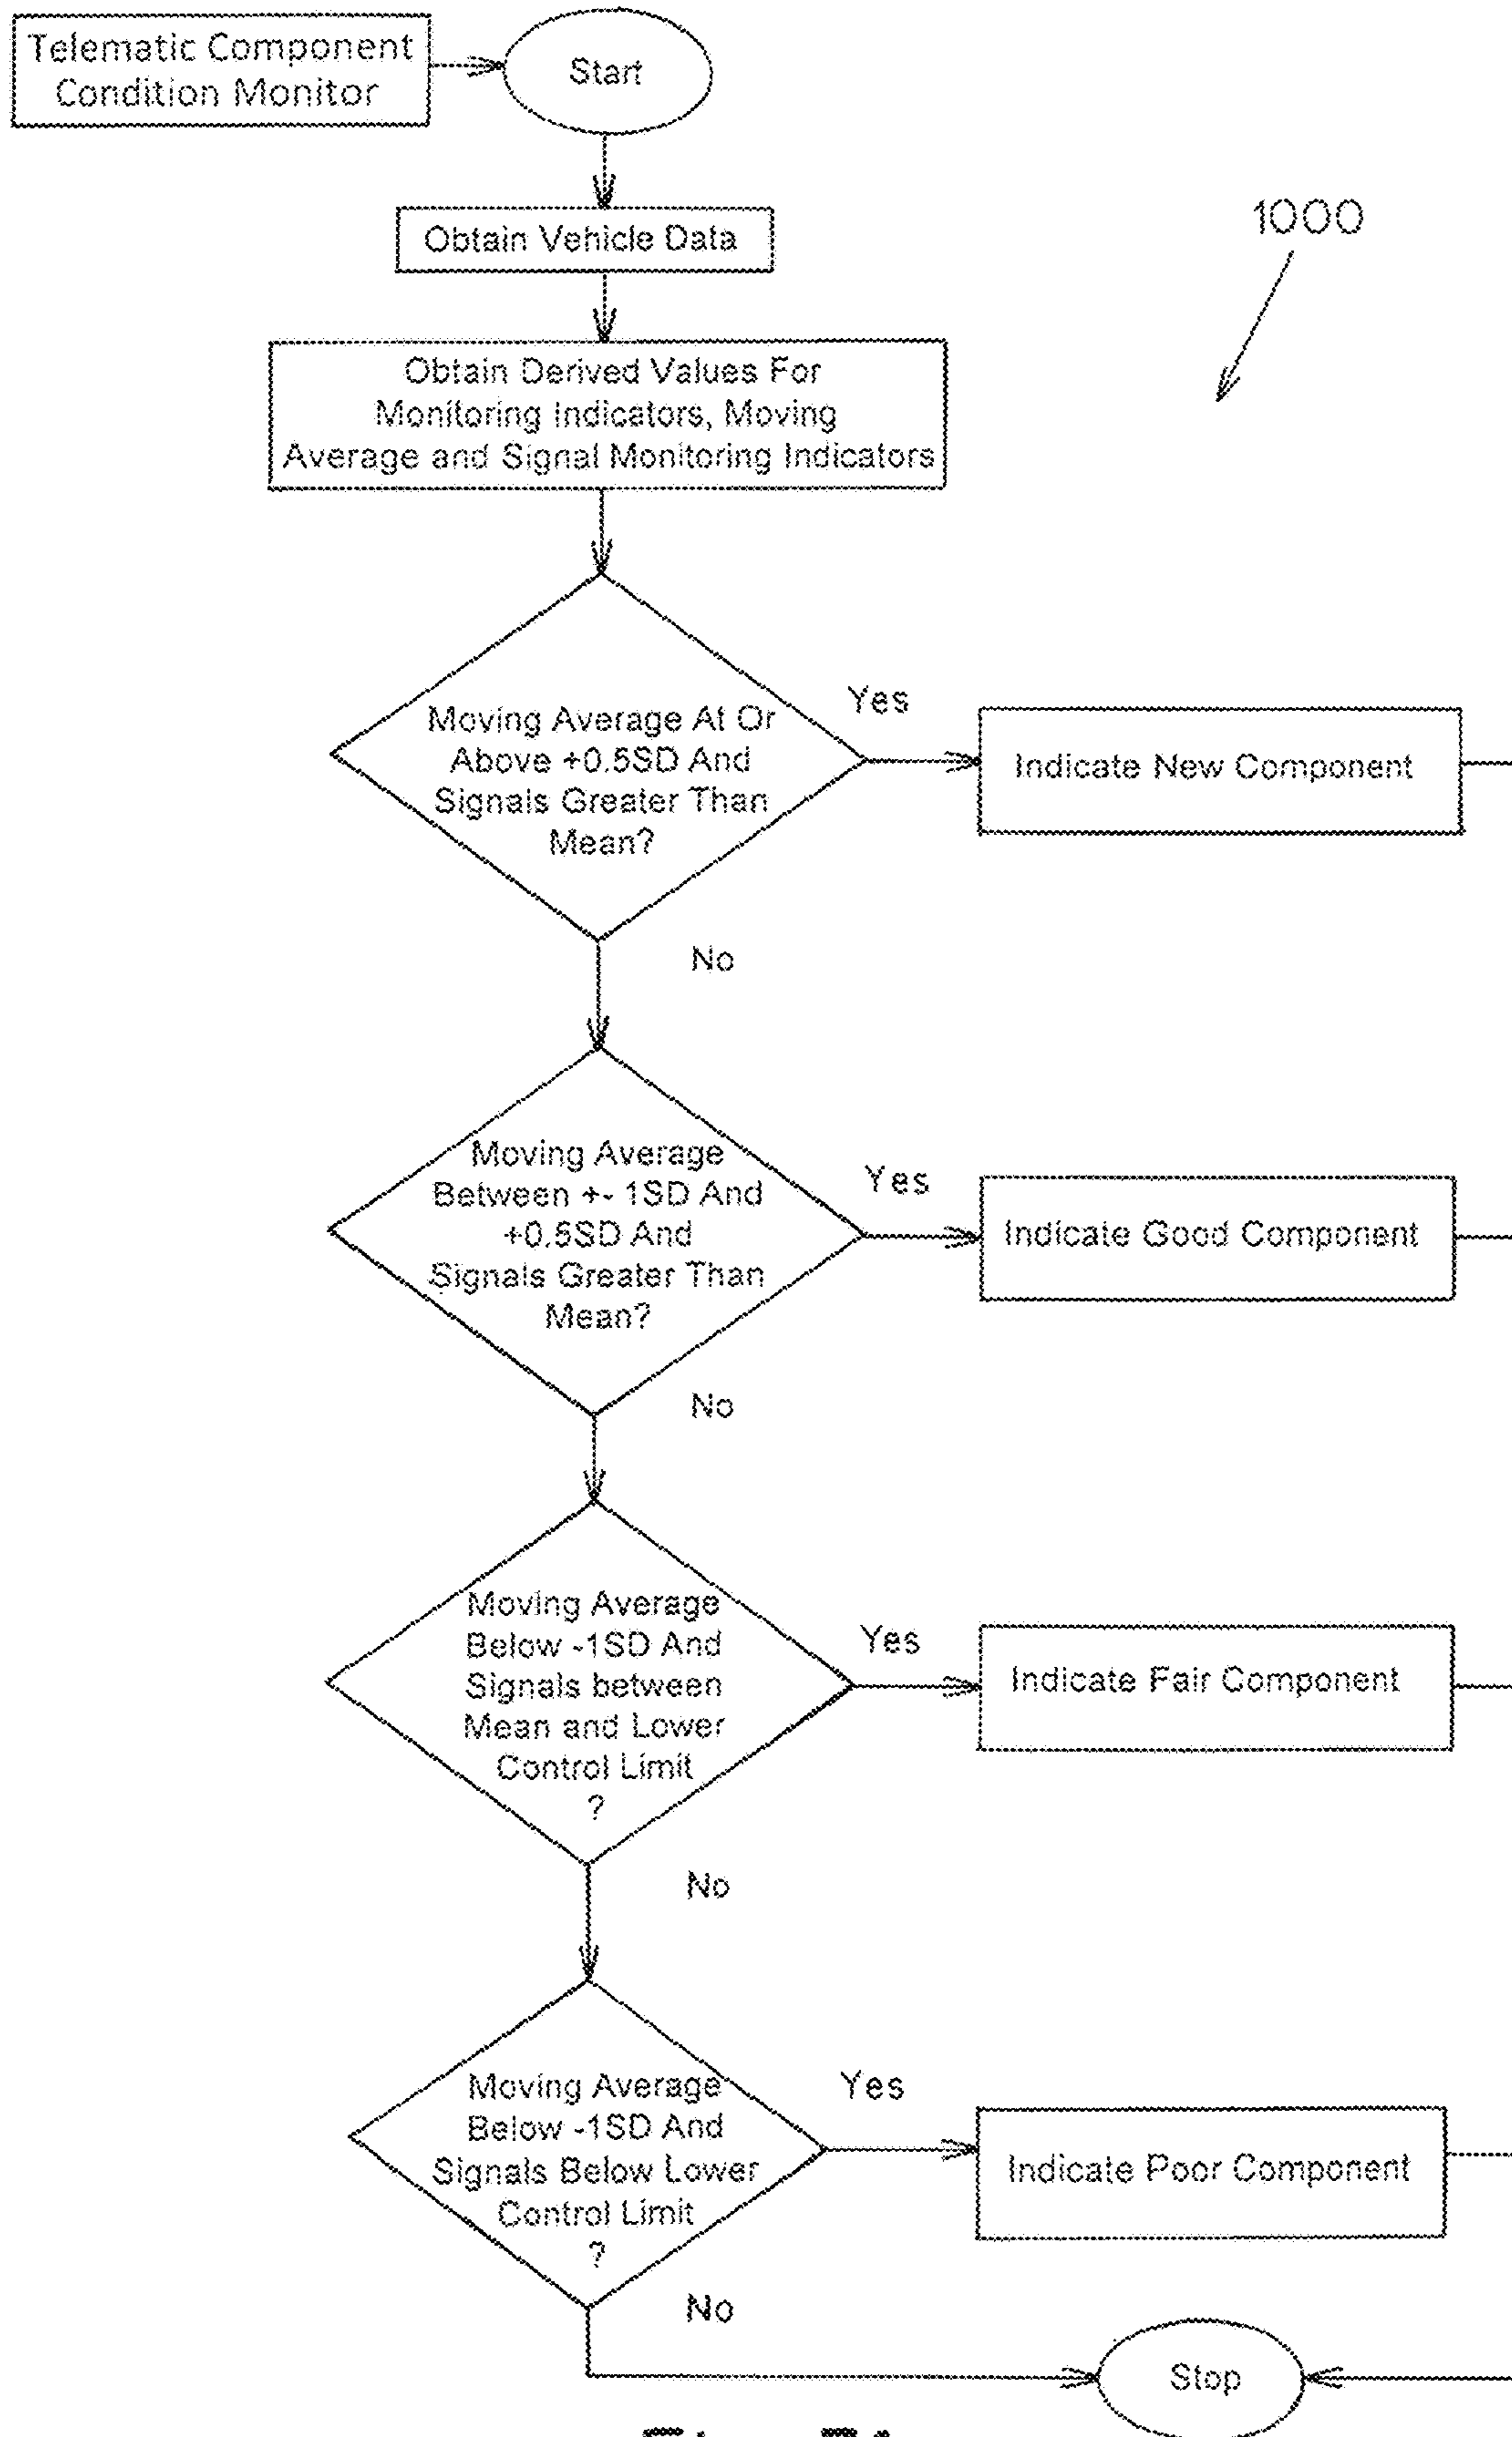 Telematic Component
Condition Monitor
Start
Obtain Vehicle Data
1000
Obtain Derived Values For
Monitoring Indicators, Moving
Average and Signal Monitoring Indicators
Moving Average At Or
Above +0.5SD And
Signals Greater Than
Mean?
Yes
Indicate New Component
No
Moving Average
Between +- 1SD And
+0.5SD And
Signals Greater Than
Mean?
Yes
Indicate Good Component
No
Moving Average
Below -1SD And
Signals between
Mean and Lower
Control Limit
?
Yes
Indicate Fair Component
No
Moving Average
Below -1SD And
Signals Below Lower
Control Limit
?
Yes
Indicate Poor Component
No
Stop